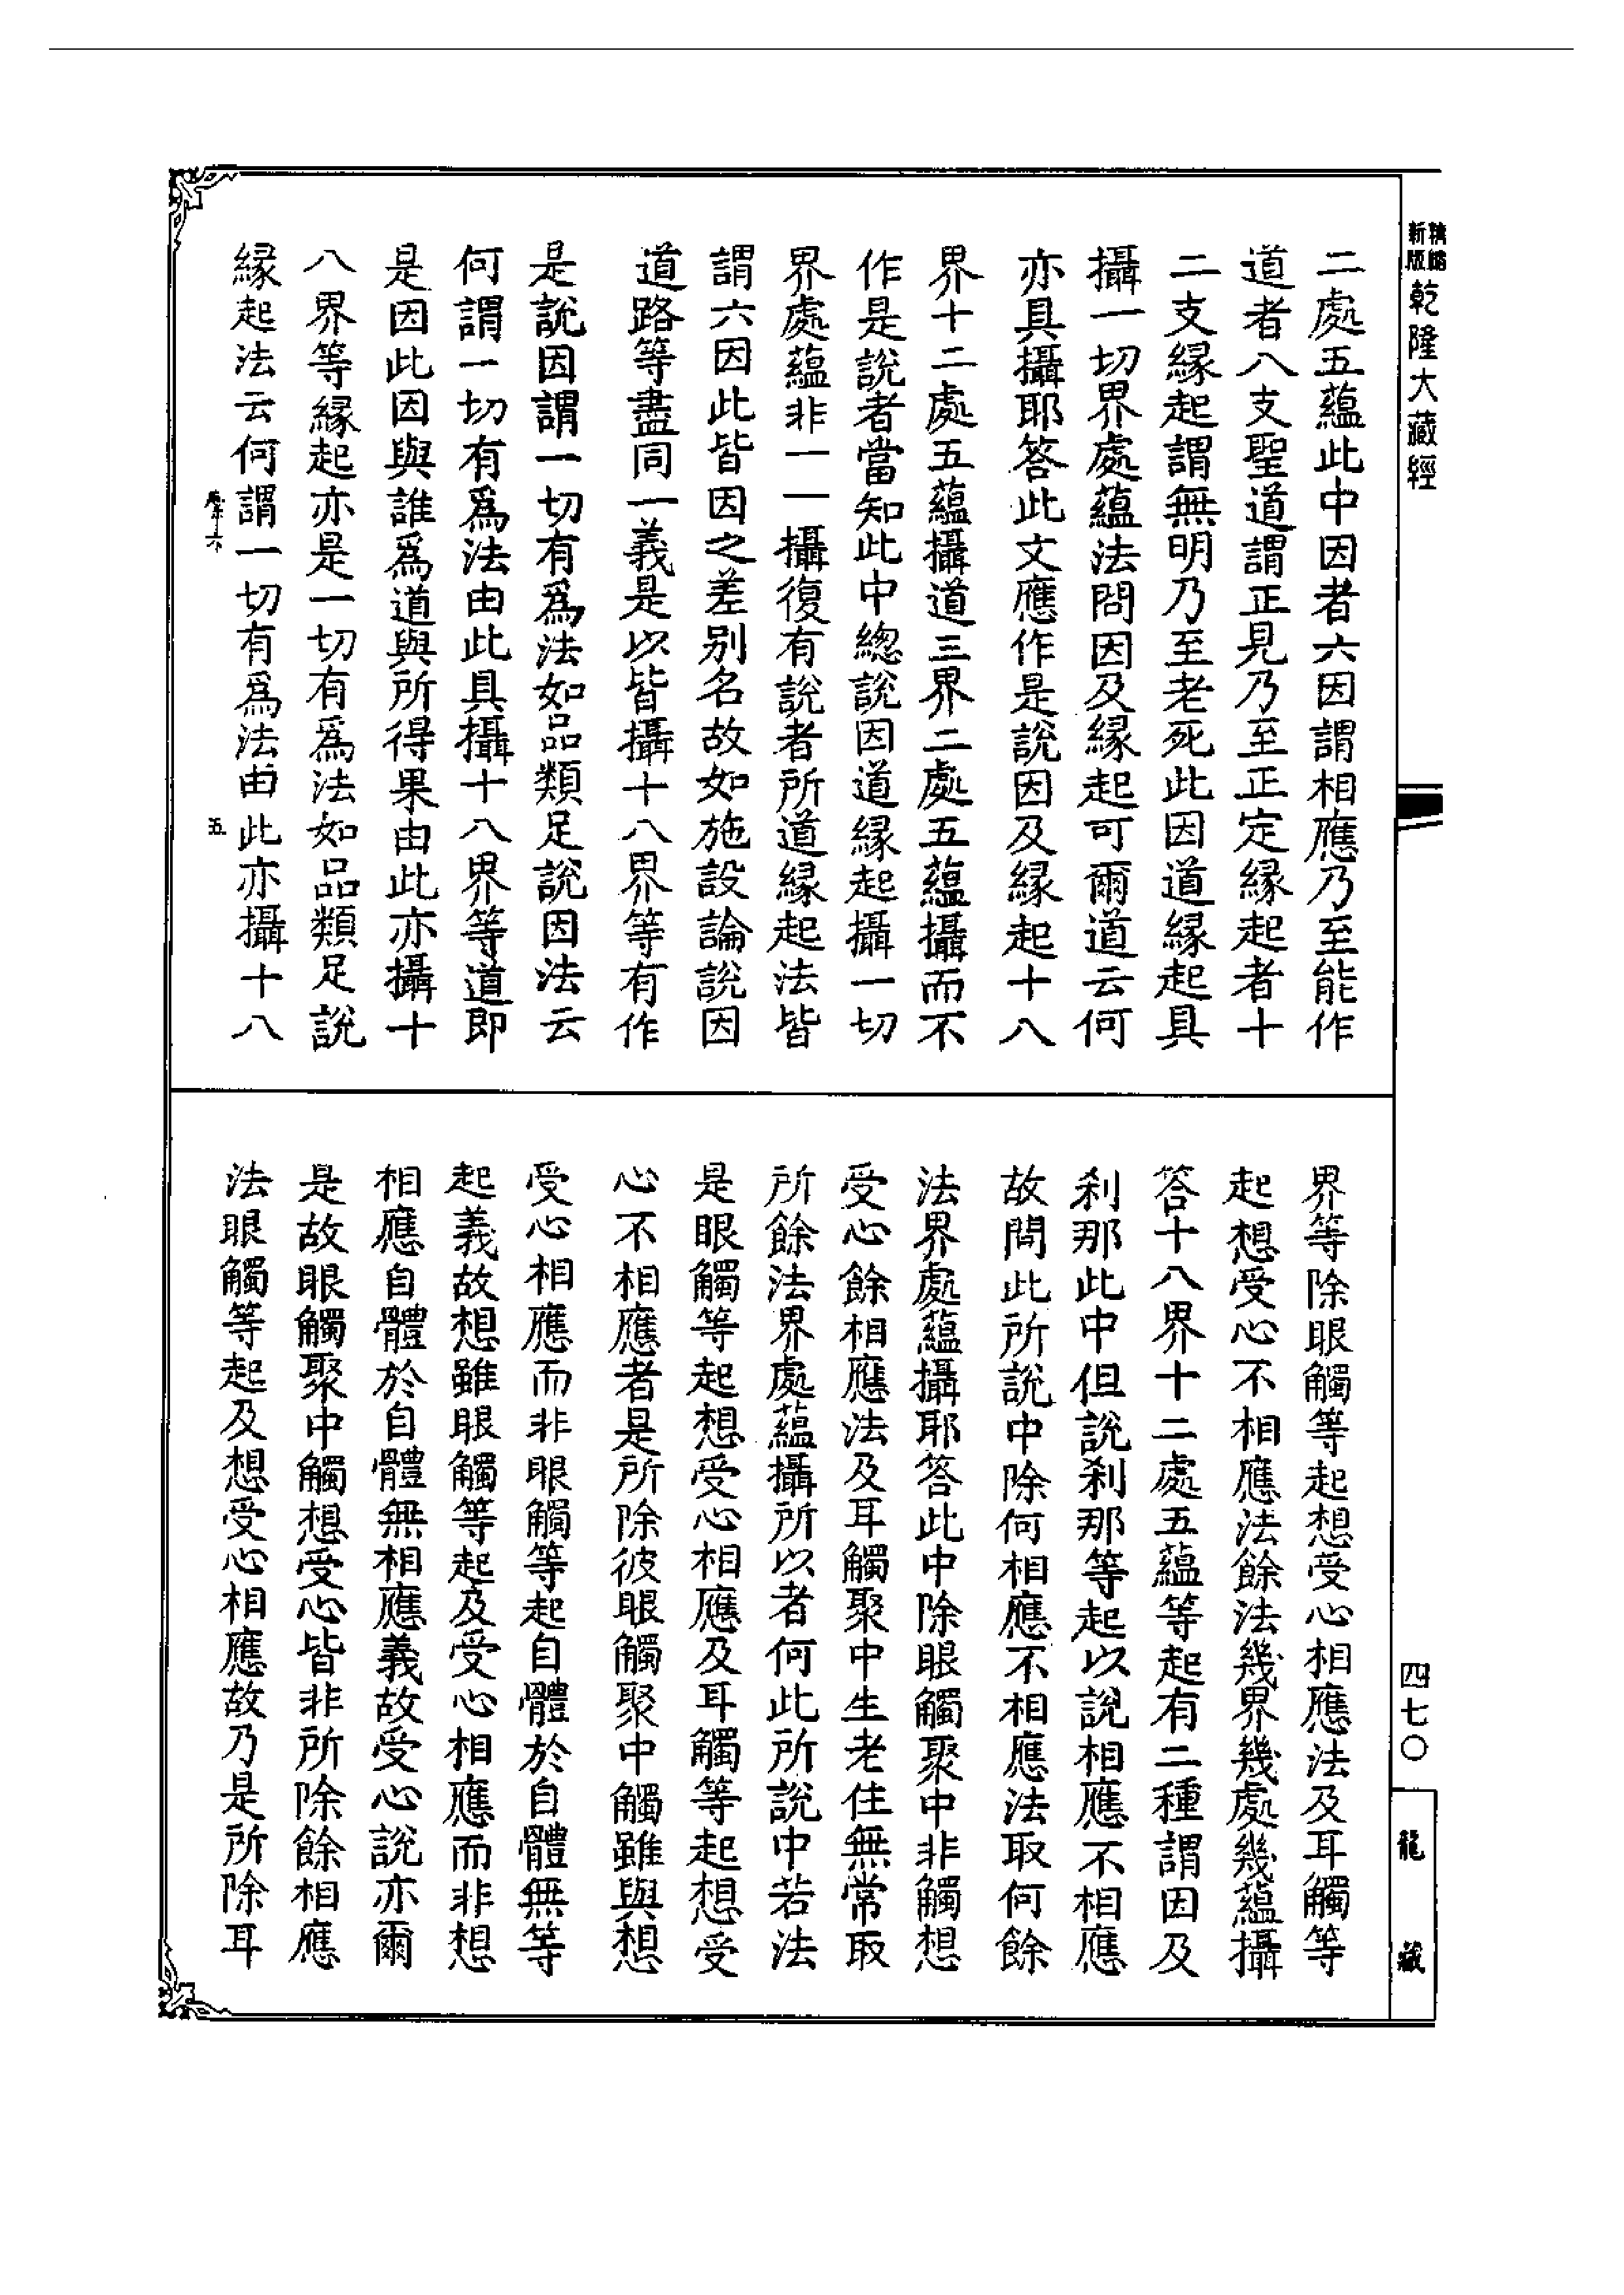 新版
乾隆大藏經
二處五蘊此中因者六因謂相應乃至能作
道者八支聖道謂正見乃至正定緣起者十
二支緣起謂無明乃至老死此因道緣起具
攝一切界處蘊法問因及緣起可爾道云何
亦具攝耶答此文應作是說因及緣起十八
界十二處五蘊攝道三界二處五蘊攝而不
作是說者當知此中總說因道緣起攝一切
界處蘊非一一攝復有說者所道緣起法皆
謂六因此皆因之差別名故如施設論說因
道路等盡同一義是以皆攝十八界等有作
是說因謂一切有爲法如品類足說因法云
何謂一切有爲法由此具攝十八界等道即
是因此因與誰爲道與所得果由此亦攝十
八界等緣起亦是一切有爲法如品類足說
緣起法云何謂一切有爲法由此亦攝十八
五
界等除眼觸等起想受心相應法及耳觸等
起想受心不相應法餘法幾界幾處幾蘊攝
答十八界十二處五蘊等起有二種謂因及
刹那此中但說刹那等起以說相應不相應
故問此所說中除何相應不相應法取何餘
法界處蘊攝耶答此中除眼觸聚中非觸想
受心餘相應法及耳觸聚中生老住無常取
所餘法界處蘊攝所以者何此所說中若法
是眼觸等起想受心相應及耳觸等起想受
心不相應者是所除彼眼觸聚中觸雖與想
受心相應而非眼觸等起自體於自體無等
起義故想雖眼觸等起及受心相應而非想
相應自體於自體無相應義故受心說亦爾
是故眼觸聚中觸想受心皆非所除餘相應
法眼觸等起及想受心相應故乃是所除耳
四七〇
龍藏